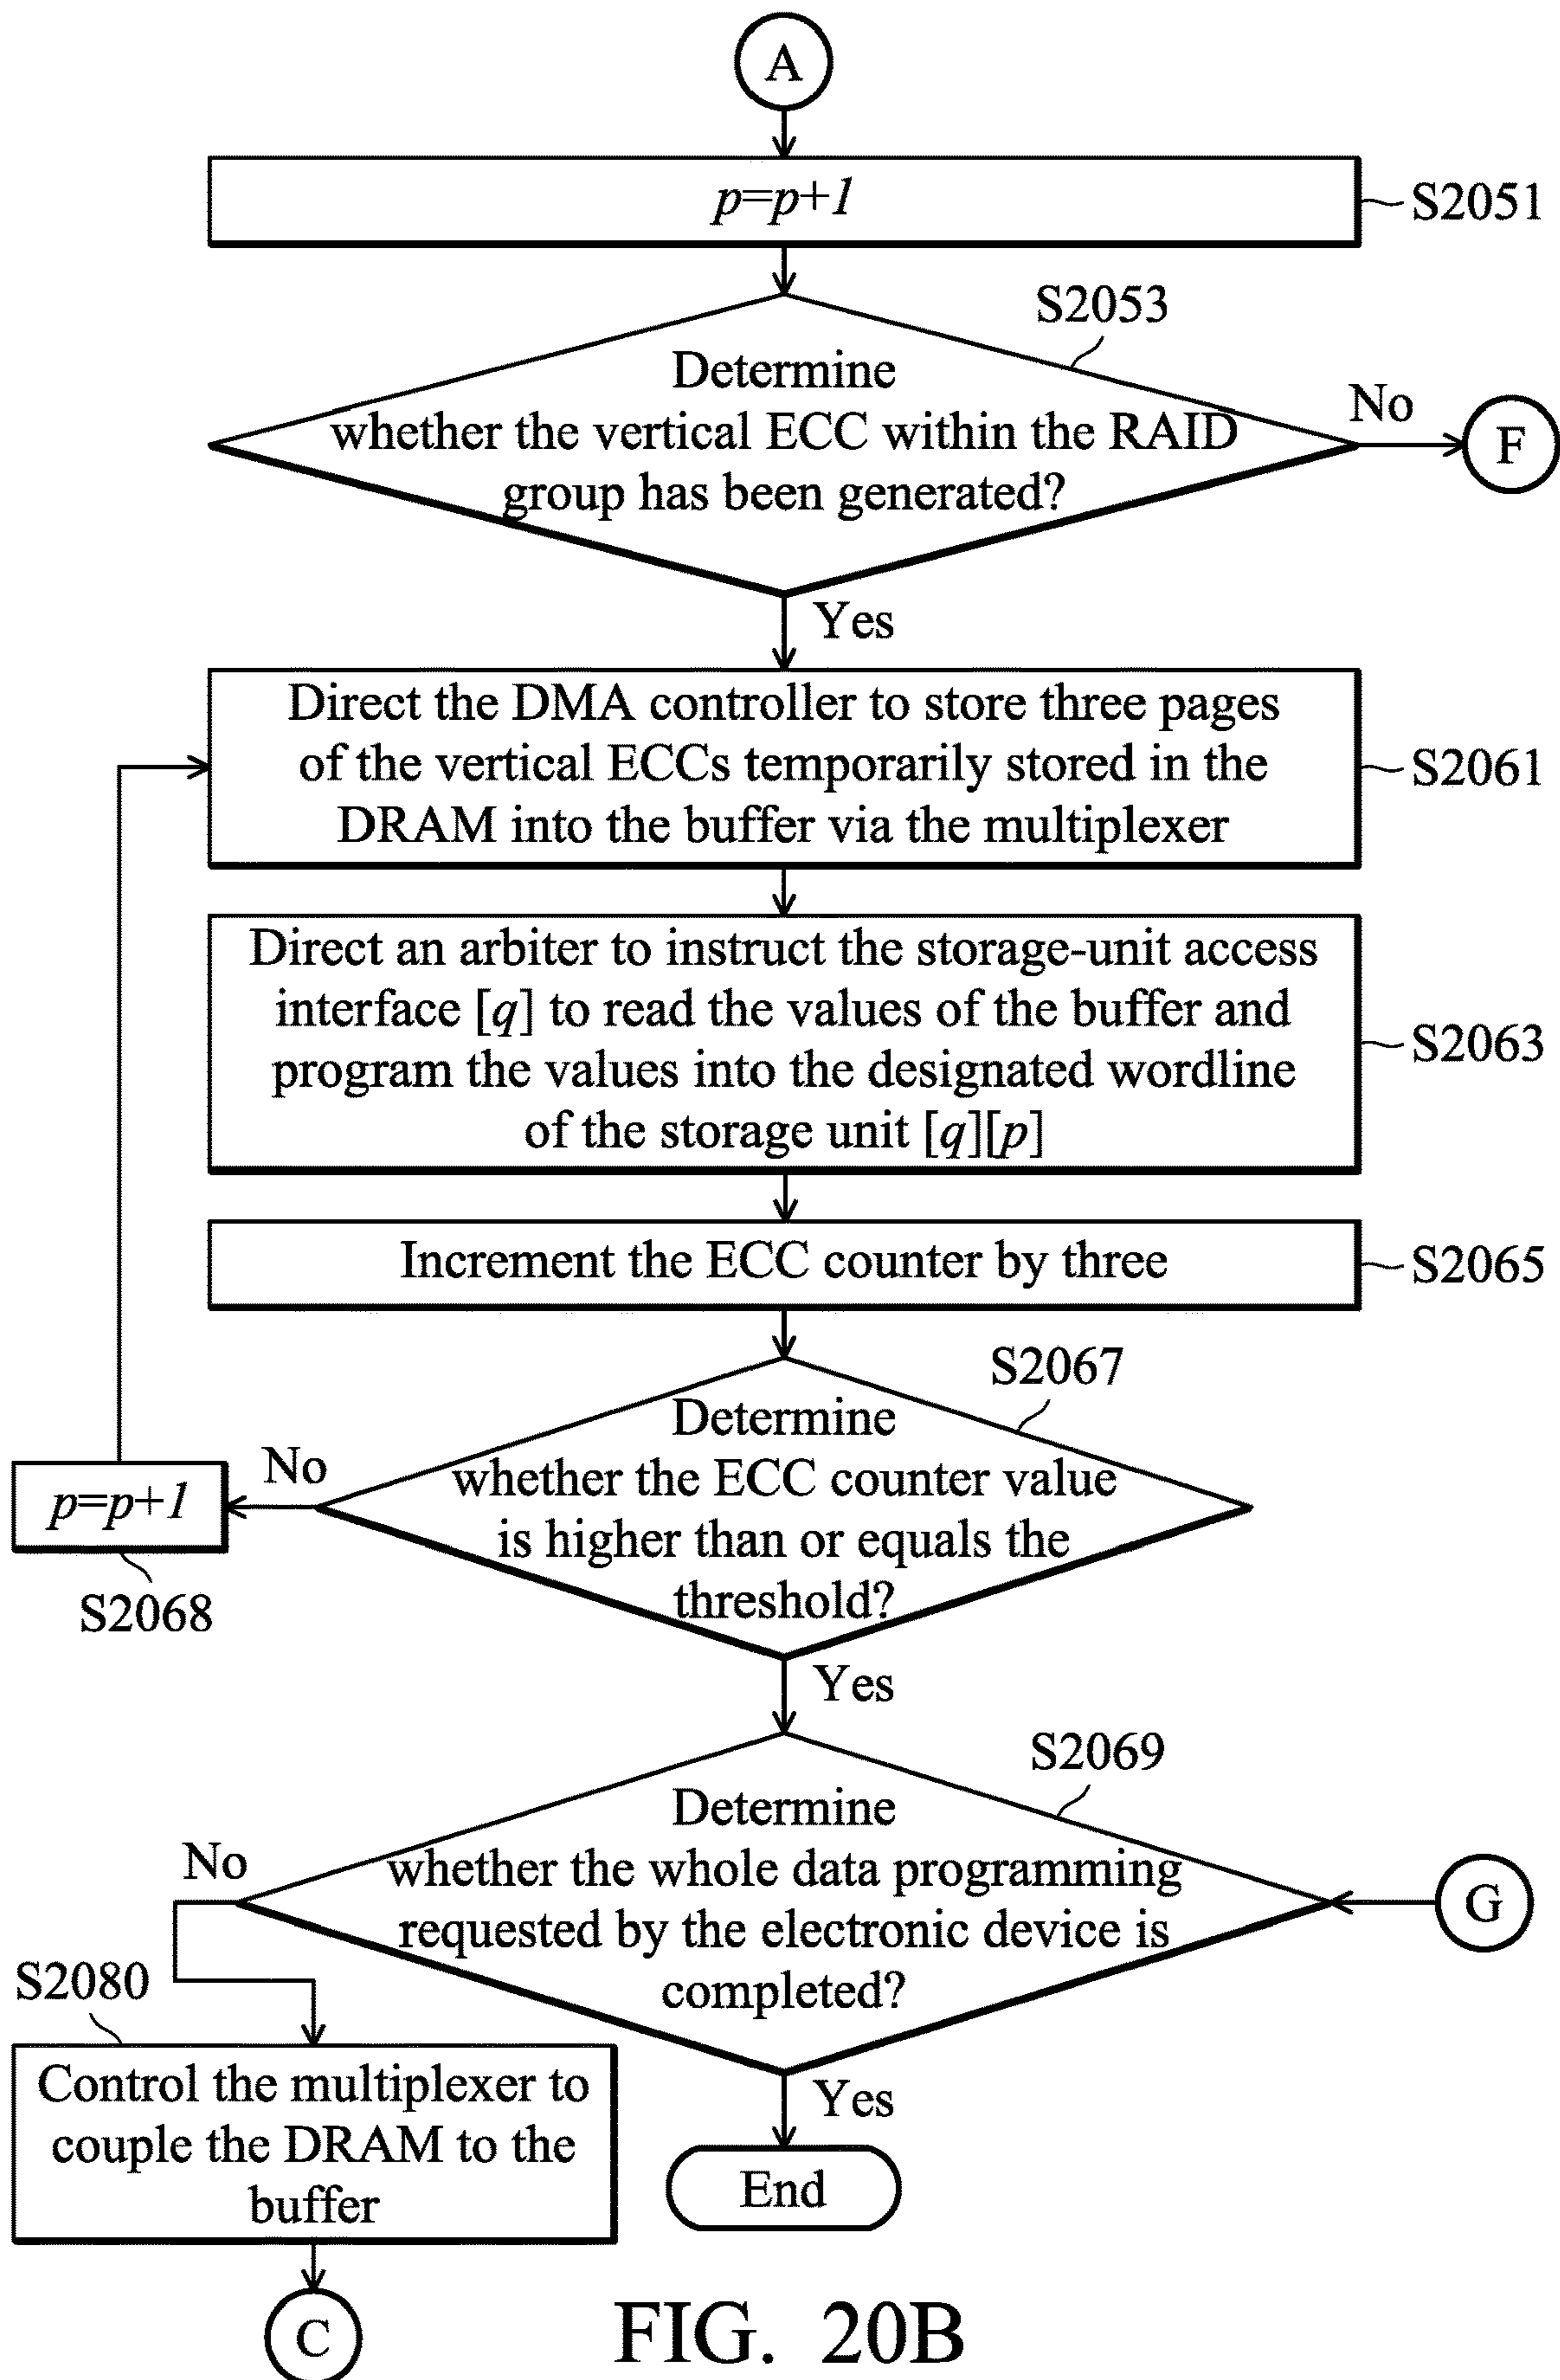 A
p=p+1
S2051
S2053
Determine
whether the vertical ECC within the RAID
group has been generated?
No
F
Yes
Direct the DMA controller to store three pages
of the vertical ECCs temporarily stored in the
DRAM into the buffer via the multiplexer
S2061
Direct an arbiter to instruct the storage-unit access
interface [q] to read the values of the buffer and
program the values into the designated wordline
of the storage unit [q][p]
S2063
Increment the ECC counter by three
S2065
S2067
Determine
whether the ECC counter value
is higher than or equals the
threshold?
No
p=p+1
S2068
Yes
S2069
Determine
whether the whole data programming
requested by the electronic device is
completed?
No
G
S2080
Control the multiplexer to
couple the DRAM to the
buffer
Yes
End
C
FIG. 20B